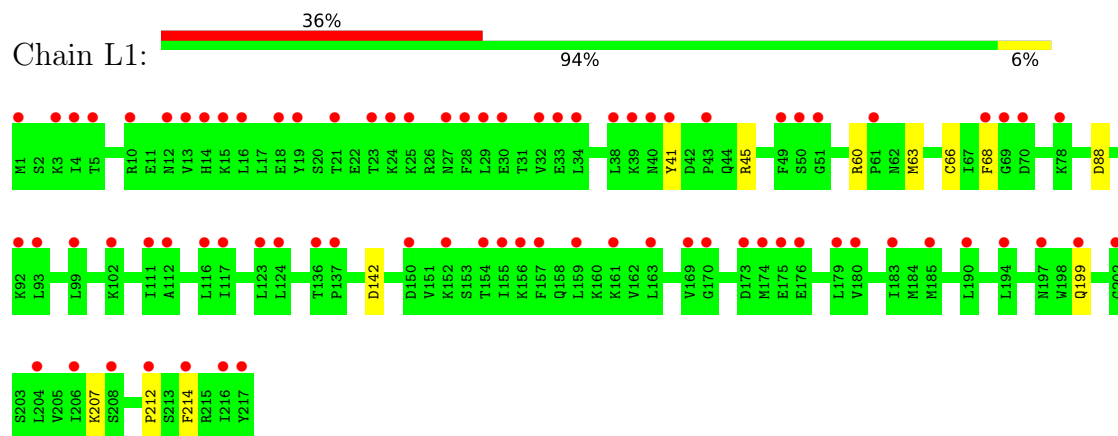 36%
Chain L1:
94% 6%
M1 S2 K3 I4 T5 R10 E11 N12 V13 H14 K15 L16 L17 E18 Y19 S20 T21 E22 T23 K24 K25 R26 N27 F28 L29 E30 T31 V32 E33 L34 L38 K39 N40 Y41 D42 P43 Q44 R45 F49 S50 G51 R60 P61 N62 M63 C66 I67 F68 G69 D70 K78 D88
K92 L93 L99 K102 I111 A112 L116 I117 L123 L124 T136 P137 D142 D150 V151 K152 S153 T154 I155 K156 F157 Q158 L159 K160 K161 V162 L163 V169 G170 D173 M174 E175 E176 L179 V180 I183 M184 M185 L190 L194 N197 W198 Q199
S203 L204 V205 I206 K207 S208 P212 S213 F214 R215 I216 Y217